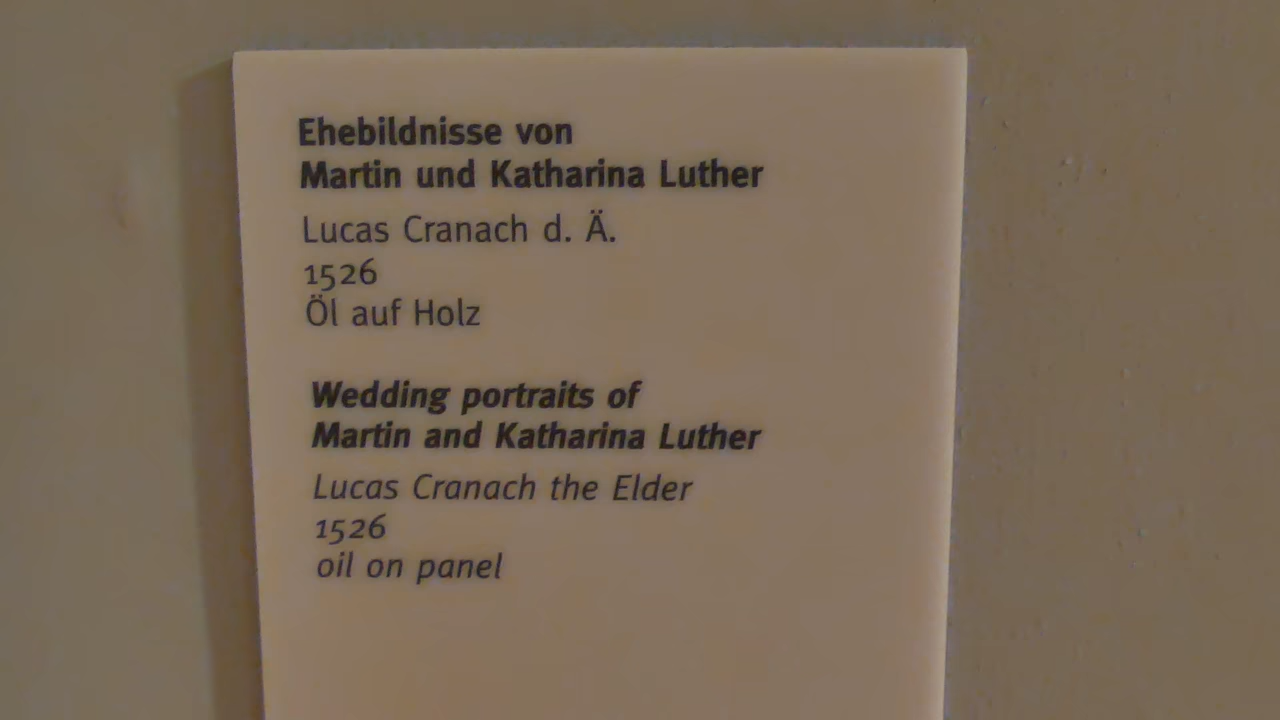 Ehebildnisse von
Martin und Katharina Luther
Lucas Cranach d. Ä.
1526
Öl auf Holz
Wedding portraits of
Martin and Katharina Luther
Lucas Cranach the Elder
1526
oil on panel